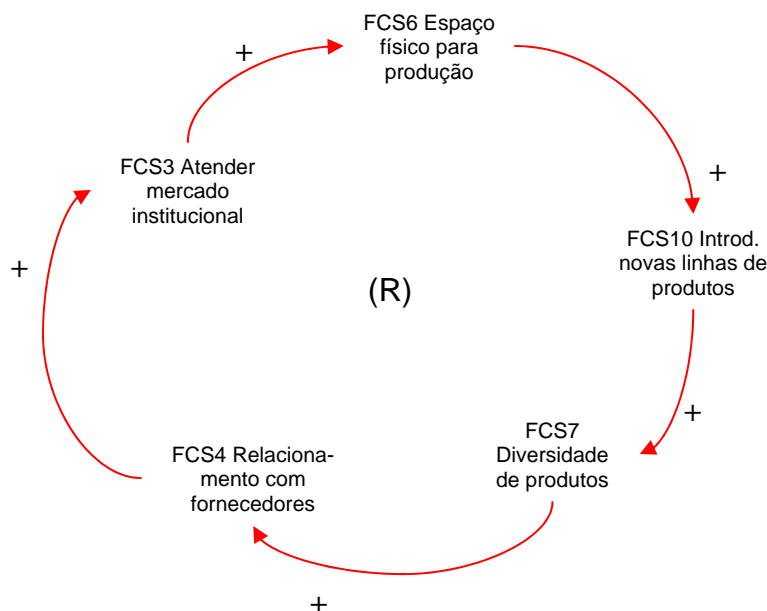 FCS6 Espaço
físico para
produção
+
+
FCS3 Atender
mercado
institucional
FCS10 Introd.
novas linhas de
produtos
+
(R)
+
FCS7
Diversidade
de produtos
FCS4 Relaciona-
mento com
fornecedores
+